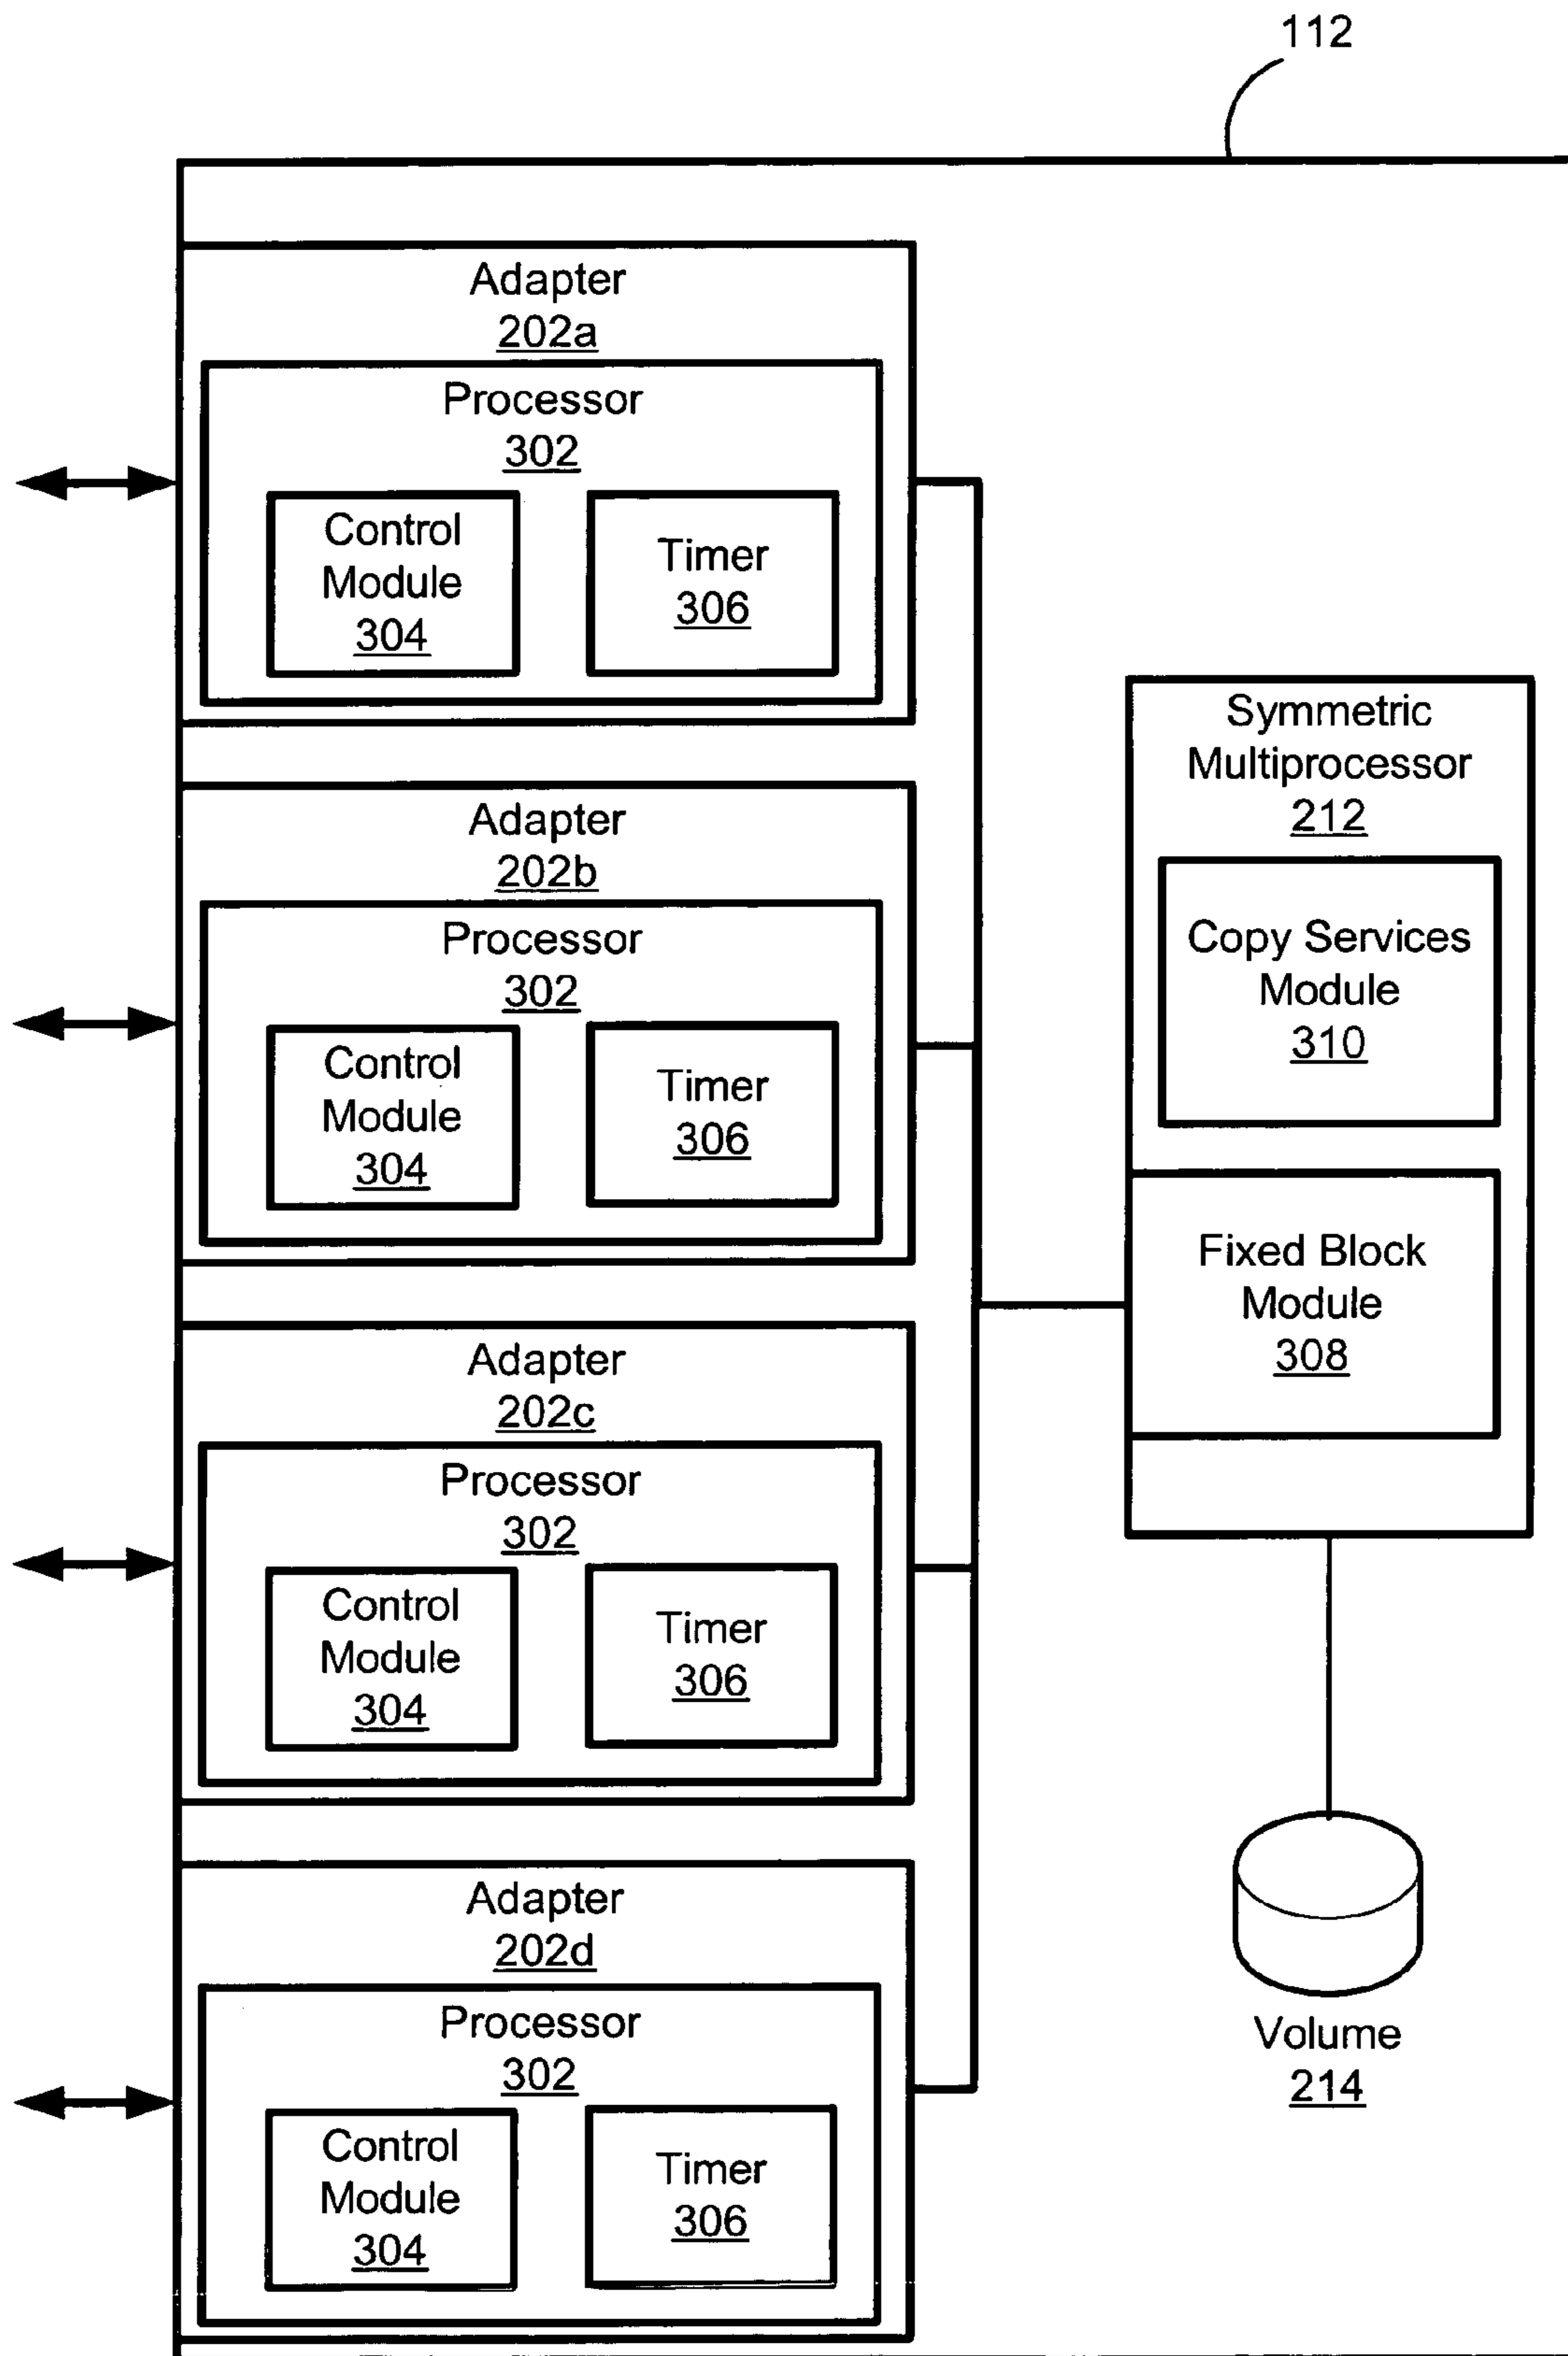 112
Adapter
202a
Processor
302
Control
Module
304
Timer
306
Adapter
202b
Processor
302
Control
Module
304
Timer
306
Adapter
202c
Processor
302
Control
Module
304
Timer
306
Adapter
202d
Processor
302
Control
Module
304
Timer
306
Symmetric
Multiprocessor
212
Copy Services
Module
310
Fixed Block
Module
308
Volume
214